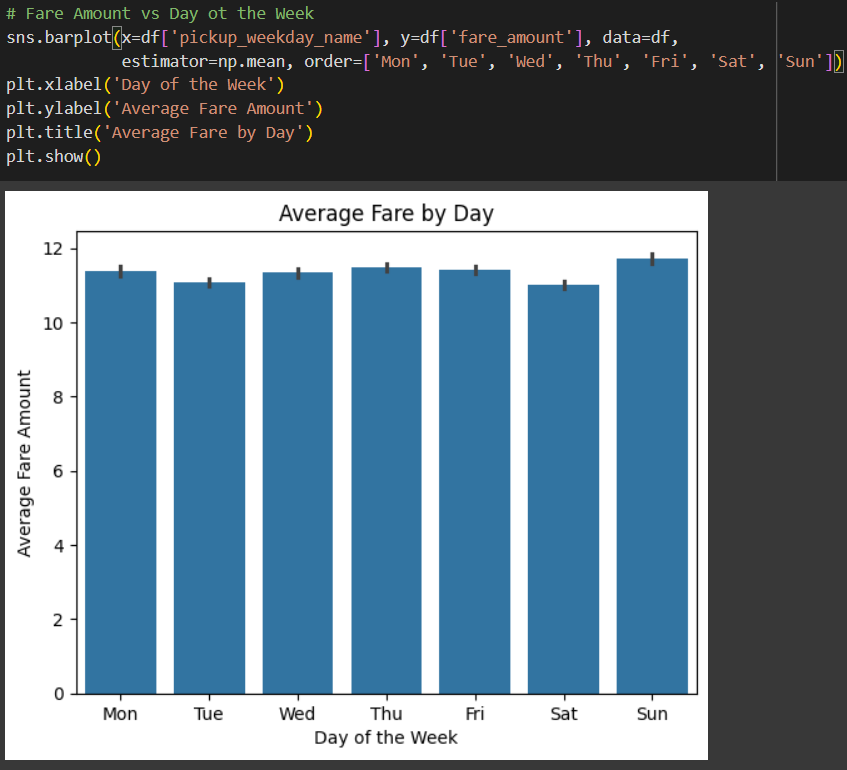 # Fare Amount vs Day ot the Week
sns.barplot(x=df['pickup_weekday_name'], y=df['fare_amount'], data=df,
            estimator=np.mean, order=['Mon', 'Tue', 'Wed', 'Thu', 'Fri', 'Sat', 'Sun'])
plt.xlabel('Day of the Week')
plt.ylabel('Average Fare Amount')
plt.title('Average Fare by Day')
plt.show()
Average Fare by Day
Average Fare Amount
12
10
8
6
4
2
0
Mon Tue Wed Thu Fri Sat Sun
Day of the Week